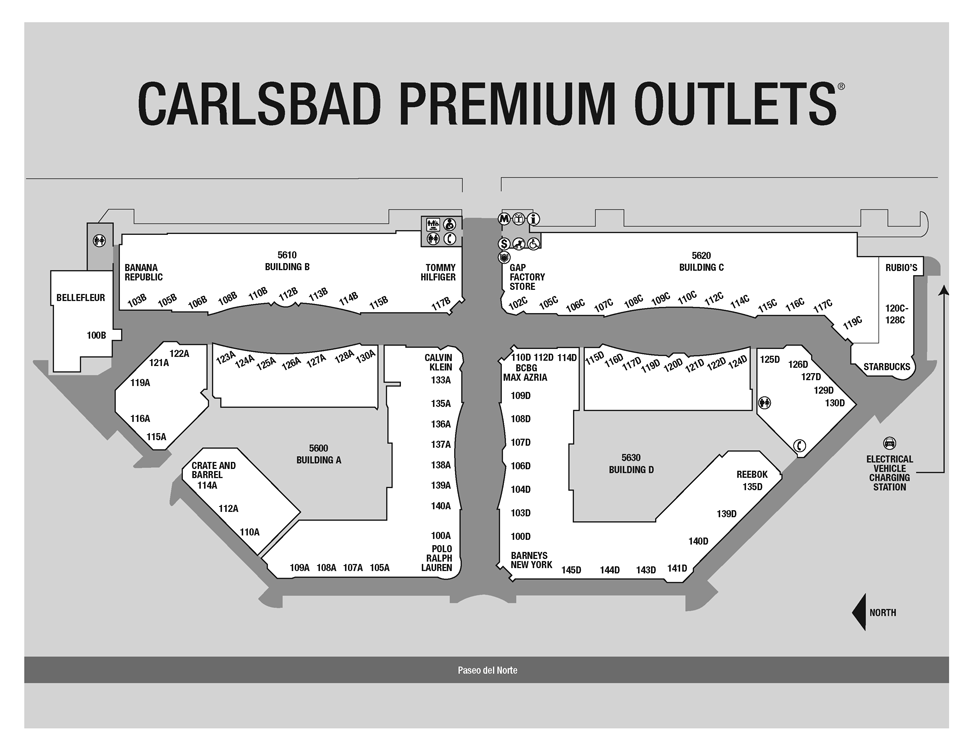 CARLSBAD PREMIUM OUTLETS®
M
T
i
S
BANANA
REPUBLIC
5610
BUILDING B
TOMMY
HILFIGER
103B
105B
106B
108B
110B
112B
113B
114B
115B
117B
BELLEFLEUR
100B
GAP
FACTORY
STORE
5620
BUILDING C
RUBIO'S
102C
105C
106C
107C
108C
109C
110C
112C
114C
115C
116C
117C
119C
120C-
128C
STARBUCKS
122A
121A
119A
116A
115A
123A
124A
125A
126A
127A
128A
130A
CALVIN
KLEIN
133A
135A
136A
137A
138A
139A
140A
100A
POLO
RALPH
LAUREN
5600
BUILDING A
CRATE AND
BARREL
114A
112A
110A
109A
108A
107A
105A
110D
112D
114D
BCBG
MAX AZRIA
109D
108D
107D
106D
104D
103D
100D
BARNEYS
NEW YORK
115D
116D
117D
119D
120D
121D
122D
124D
125D
126D
127D
129D
130D
5630
BUILDING D
REEBOK
135D
139D
140D
141D
143D
144D
145D
ELECTRICAL
VEHICLE
CHARGING
STATION
NORTH
Paseo del Norte